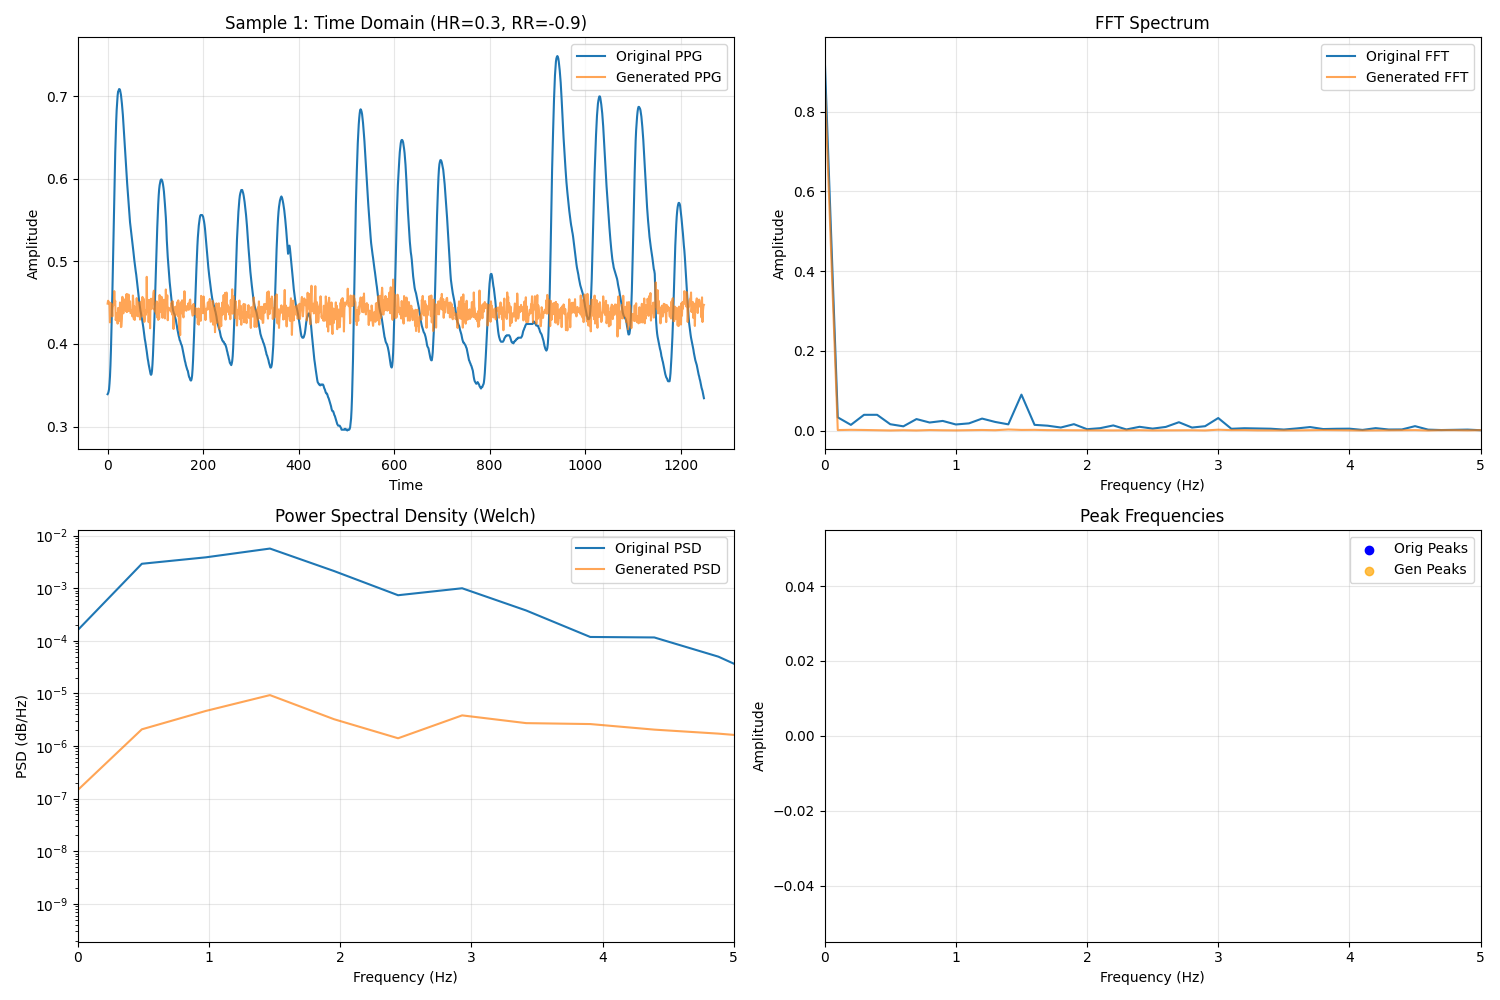 Sample 1: Time Domain (HR=0.3, RR=-0.9)
Original PPG
Generated PPG
0.7
0.6
0.5
0.4
0.3
Amplitude
0 200 400 600 800 1000 1200
Time
FFT Spectrum
Original FFT
Generated FFT
0.8
0.6
0.4
0.2
0.0
Amplitude
0 1 2 3 4 5
Frequency (Hz)
Power Spectral Density (Welch)
Original PSD
Generated PSD
10⁻²
10⁻³
10⁻⁴
10⁻⁵
10⁻⁶
10⁻⁷
10⁻⁸
10⁻⁹
PSD (dB/Hz)
0 1 2 3 4 5
Frequency (Hz)
Peak Frequencies
Orig Peaks
Gen Peaks
0.04
0.02
0.00
−0.02
−0.04
Amplitude
0 1 2 3 4 5
Frequency (Hz)